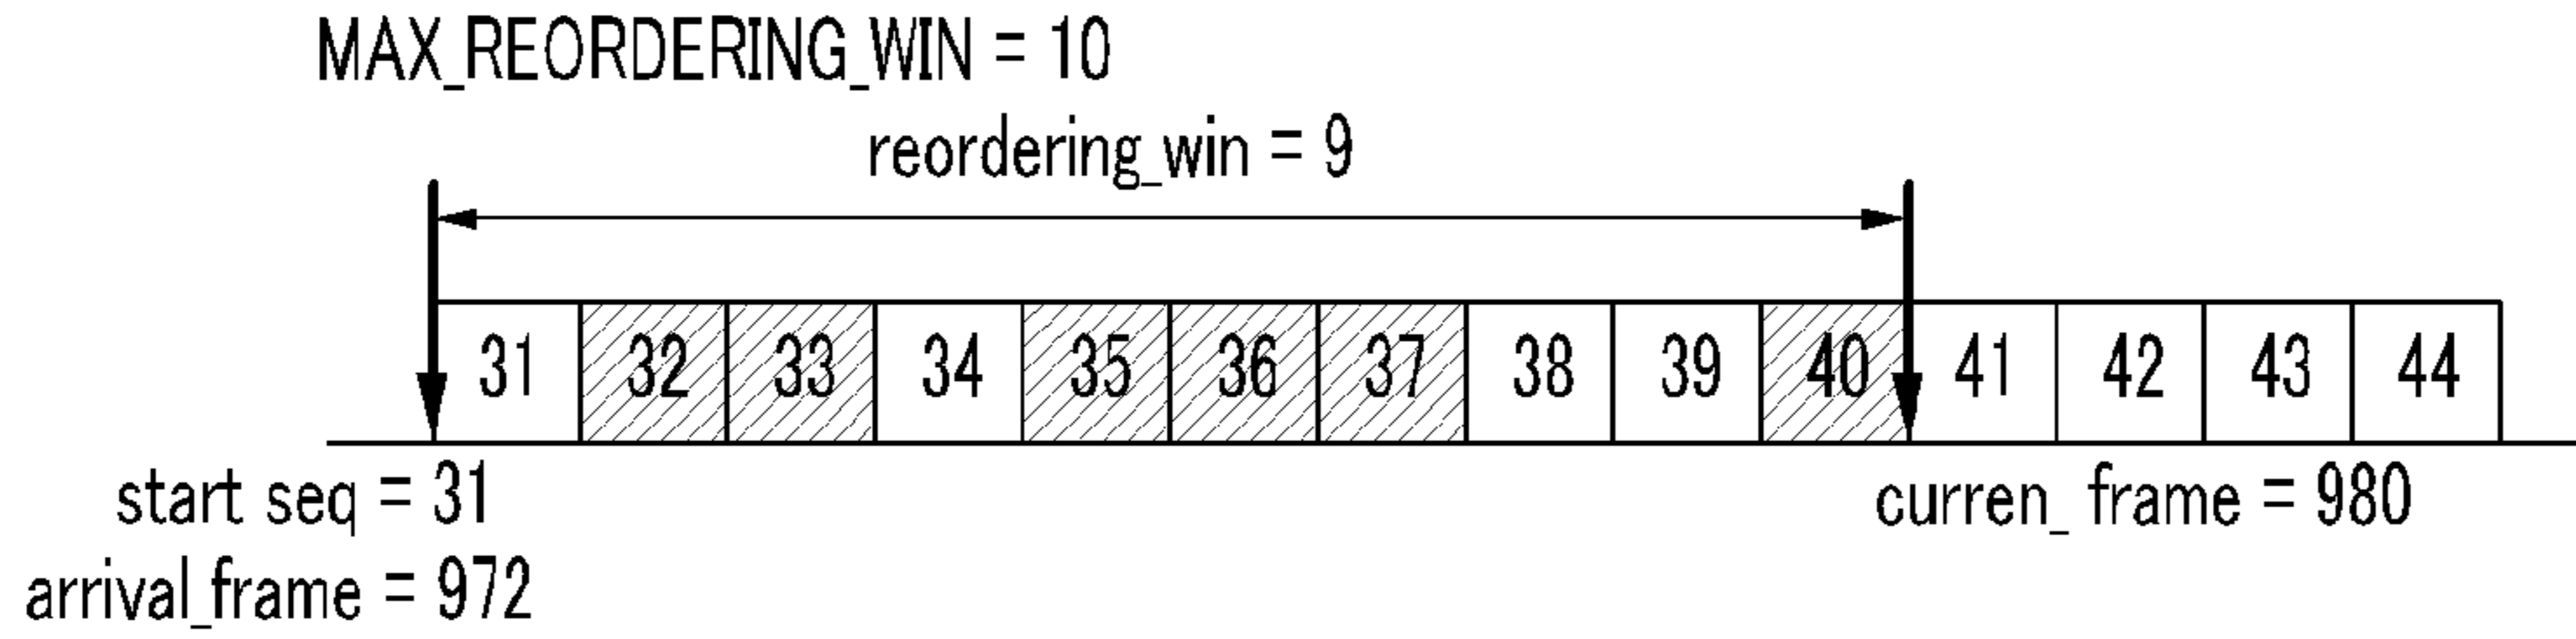 MAX_REORDERING_WIN = 10
reordering_win = 9
31 32 33 34 35 36 37 38 39 40 41 42 43 44
start seq = 31
curren_ frame = 980
arrival_frame = 972